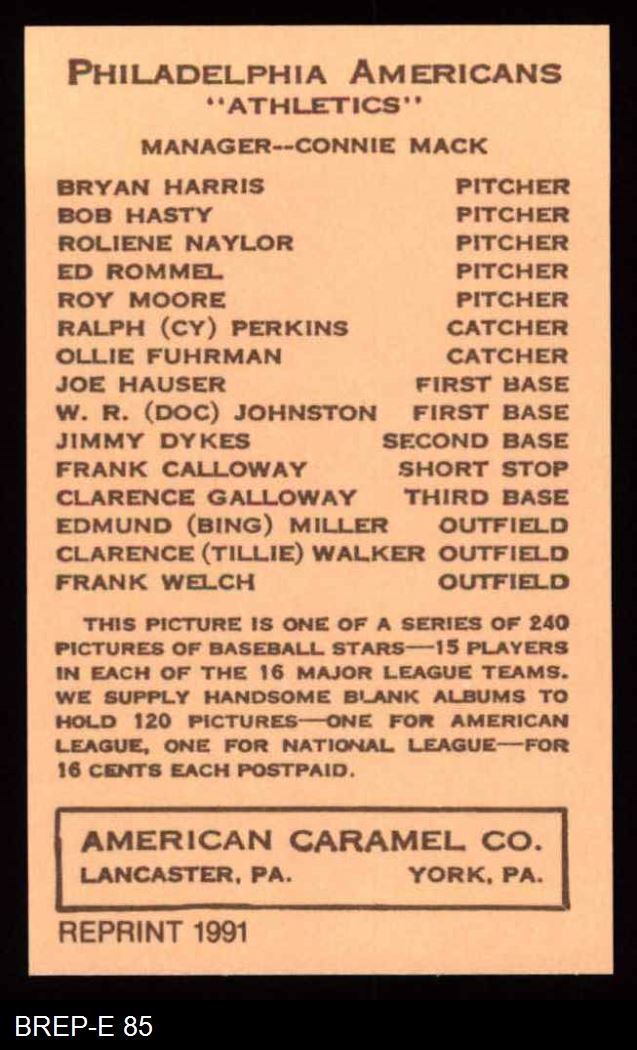 PHILADELPHIA AMERICANS
"ATHLETICS"
MANAGER--CONNIE MACK
BRYAN HARRIS PITCHER
BOB HASTY PITCHER
ROLIENE NAYLOR PITCHER
ED ROMMEL PITCHER
ROY MOORE PITCHER
RALPH (CY) PERKINS CATCHER
OLLIE FUHRMAN CATCHER
JOE HAUSER FIRST BASE
W. R. (DOC) JOHNSTON FIRST BASE
JIMMY DYKES SECOND BASE
FRANK CALLOWAY SHORT STOP
CLARENCE GALLOWAY THIRD BASE
EDMUND (BING) MILLER OUTFIELD
CLARENCE (TILLIE) WALKER OUTFIELD
FRANK WELCH OUTFIELD
THIS PICTURE IS ONE OF A SERIES OF 240
PICTURES OF BASEBALL STARS—15 PLAYERS
IN EACH OF THE 16 MAJOR LEAGUE TEAMS.
WE SUPPLY HANDSOME BLANK ALBUMS TO
HOLD 120 PICTURES—ONE FOR AMERICAN
LEAGUE, ONE FOR NATIONAL LEAGUE—FOR
16 CENTS EACH POSTPAID.
AMERICAN CARAMEL CO.
LANCASTER, PA. YORK, PA.
REPRINT 1991
BREP-E 85